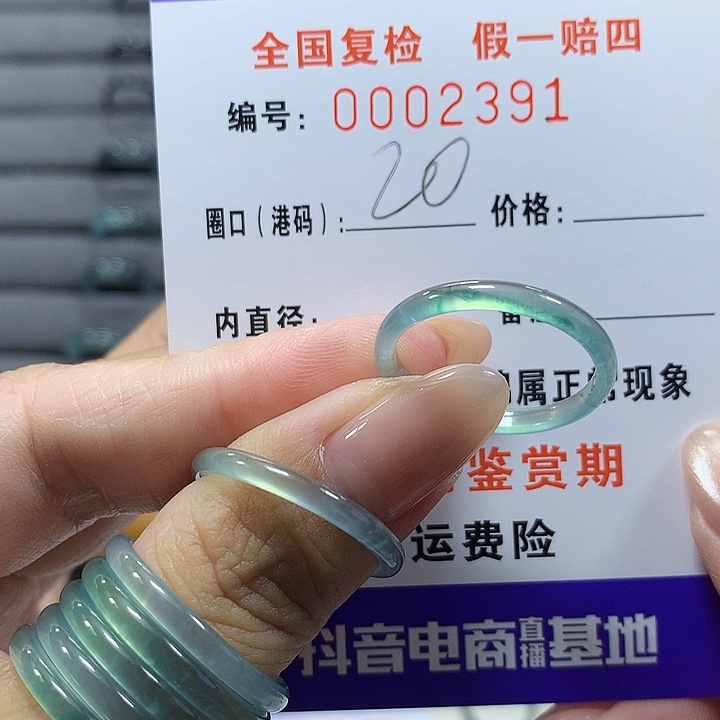 全国复检 假一赔四
编号: 0002391
圈口(港码): 20 价格:
内直径:
属正常现象
鉴赏期
运费险
抖音电商直播基地